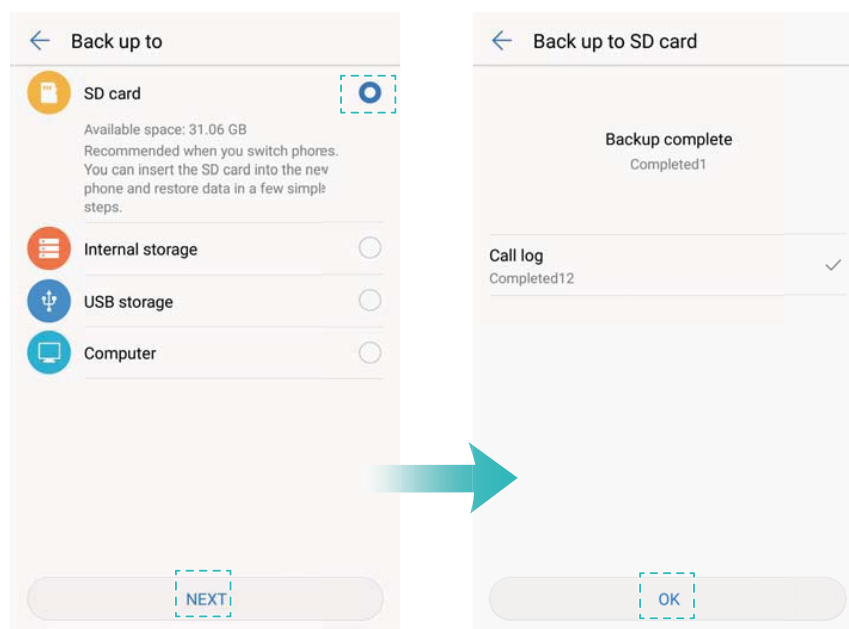 Back up to
SD card
Available space: 31.06 GB
Recommended when you switch phones.
You can insert the SD card into the new
phone and restore data in a few simple
steps.
Internal storage
USB storage
Computer
NEXT
Back up to SD card
Backup complete
Completed1
Call log
Completed12
OK